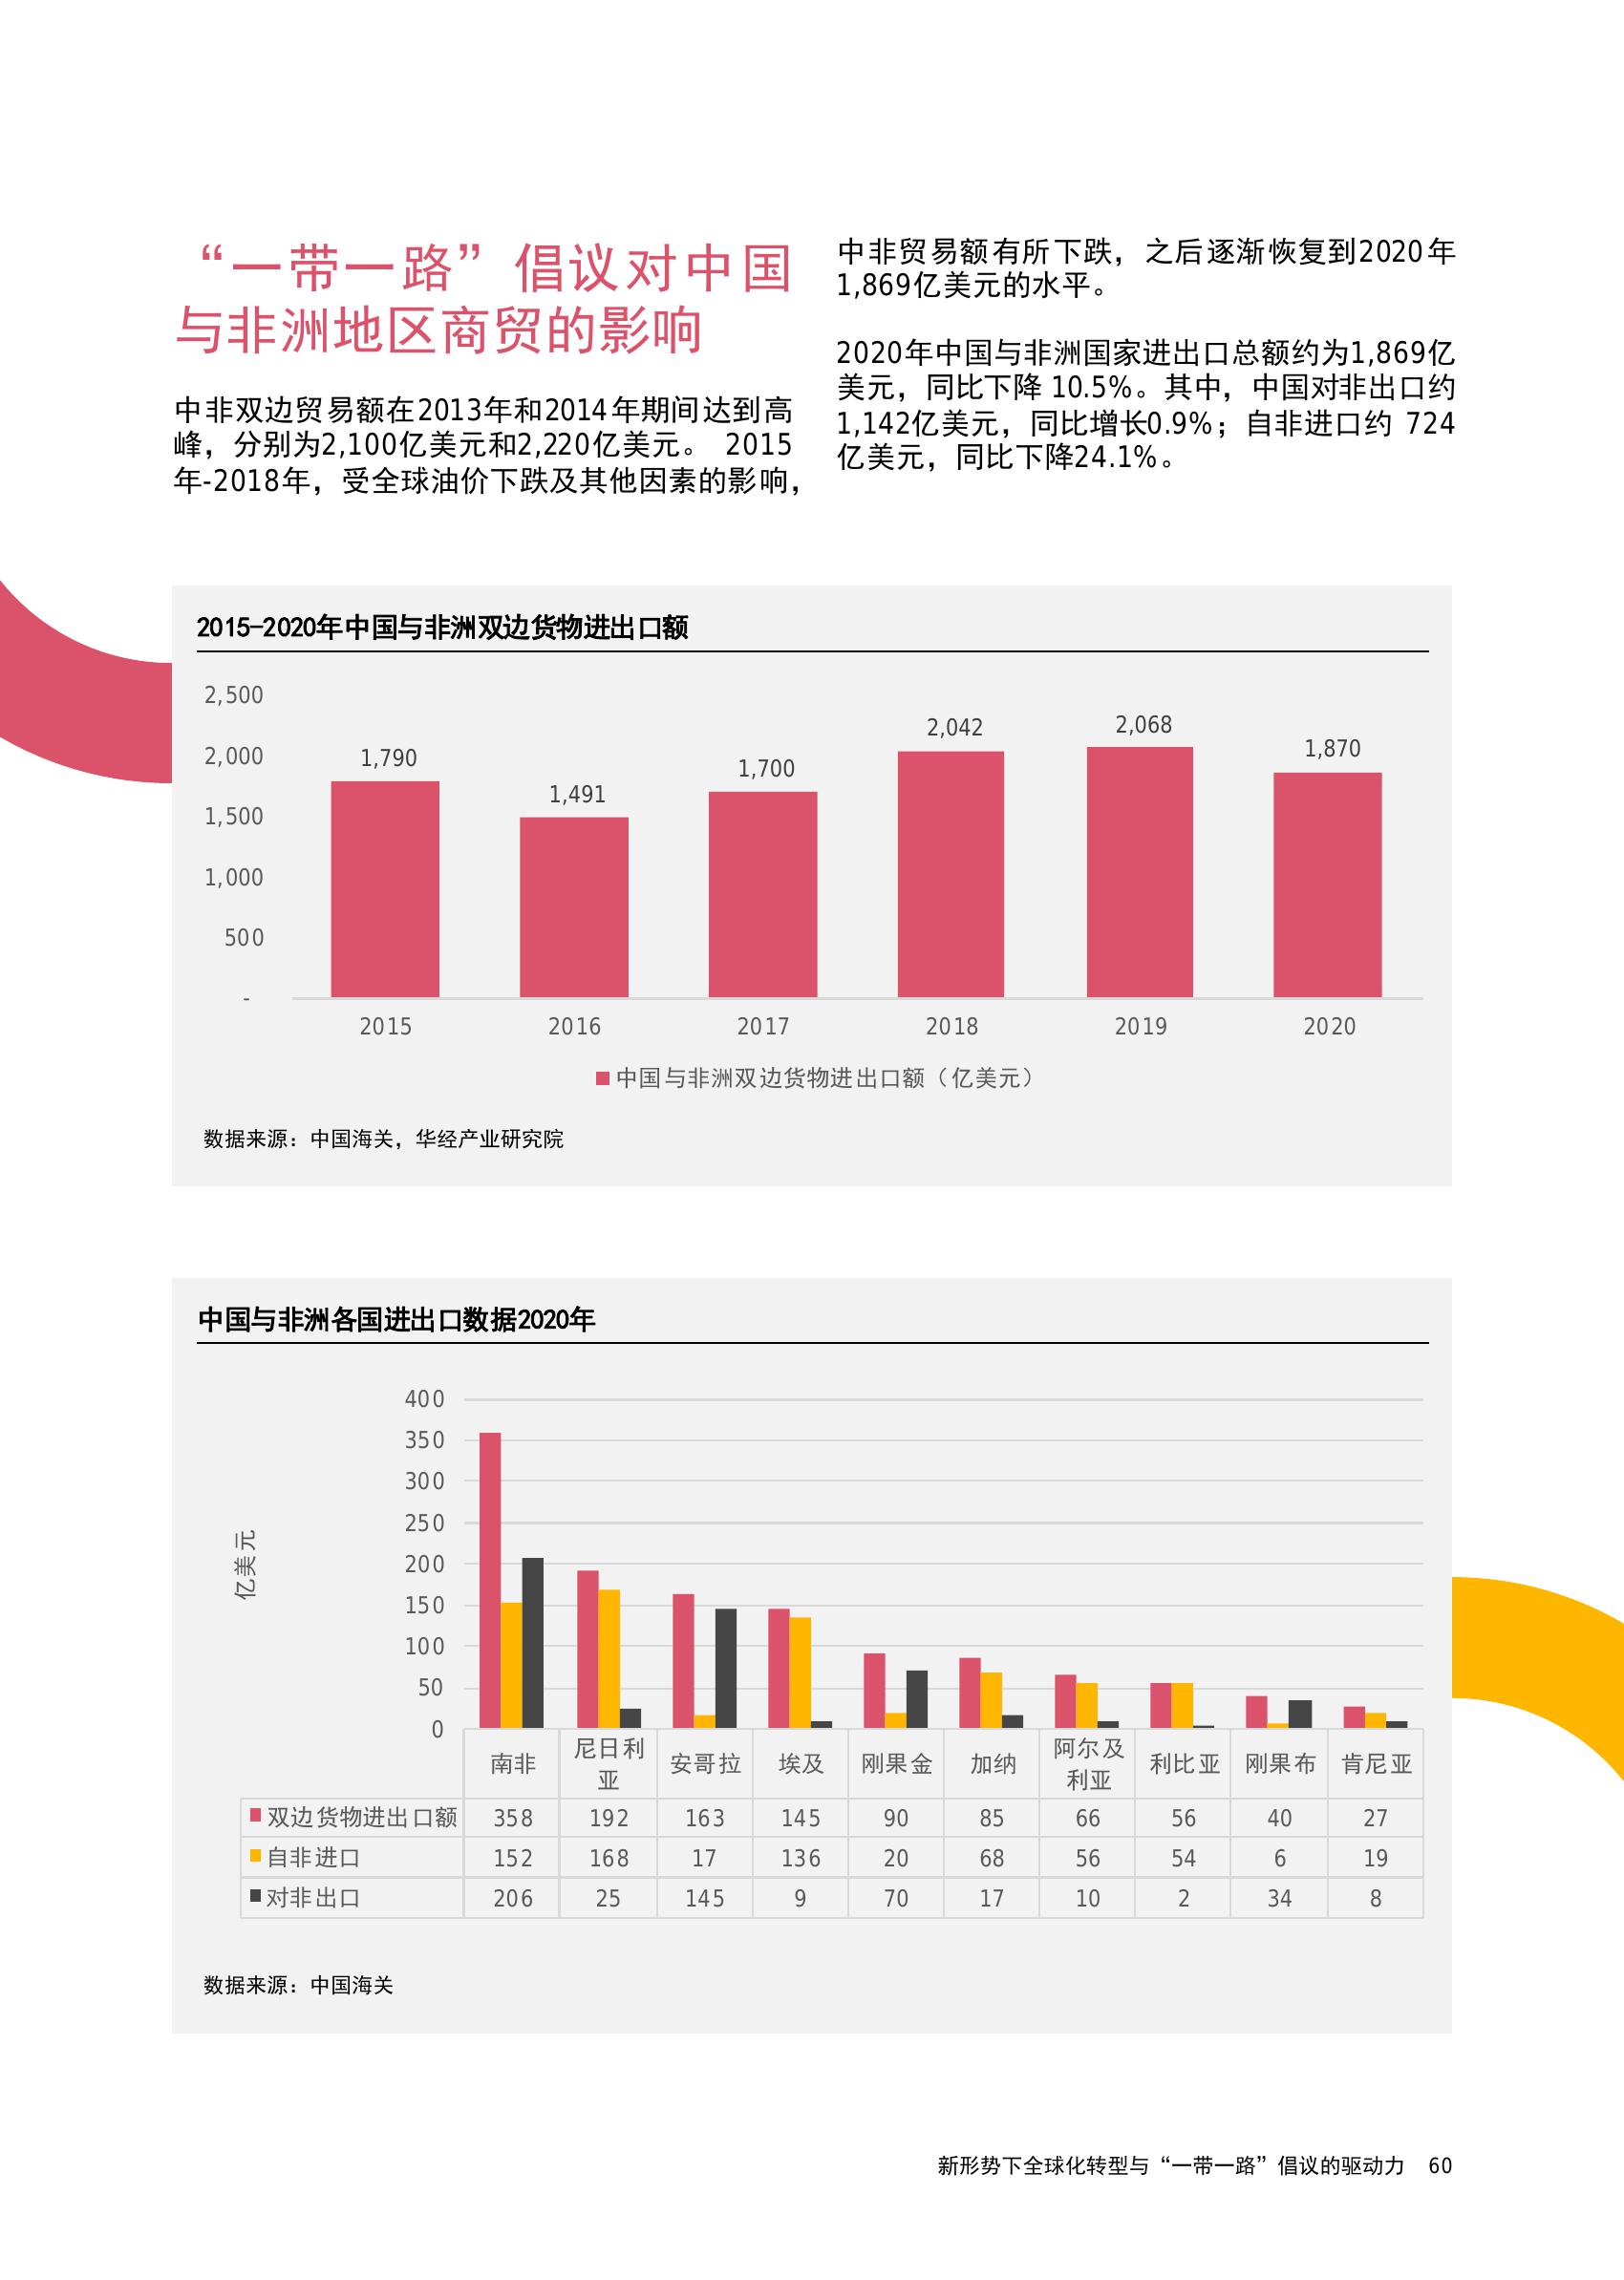 “一带一路”倡议对中国
与非洲地区商贸的影响
中非双边贸易额在2013年和2014年期间达到高
峰，分别为2,100亿美元和2,220亿美元。 2015
年-2018年，受全球油价下跌及其他因素的影响，
中非贸易额有所下跌，之后逐渐恢复到2020年
1,869亿美元的水平。
2020年中国与非洲国家进出口总额约为1,869亿
美元，同比下降 10.5%。其中，中国对非出口约
1,142亿美元，同比增长0.9%；自非进口约 724
亿美元，同比下降24.1%。
2015–2020年中国与非洲双边货物进出口额
2,500
2,000
1,500
1,000
500
-
1,790
1,491
1,700
2,042
2,068
1,870
2015 2016 2017 2018 2019 2020
中国与非洲双边货物进出口额（亿美元）
数据来源：中国海关，华经产业研究院
中国与非洲各国进出口数据2020年
亿美元
400
350
300
250
200
150
100
50
0
南非 尼日利亚 安哥拉 埃及 刚果金 加纳 阿尔及利亚 利比亚 刚果布 肯尼亚
双边货物进出口额 358 192 163 145 90 85 66 56 40 27
自非进口 152 168 17 136 20 68 56 54 6 19
对非出口 206 25 145 9 70 17 10 2 34 8
数据来源：中国海关
新形势下全球化转型与“一带一路”倡议的驱动力 60